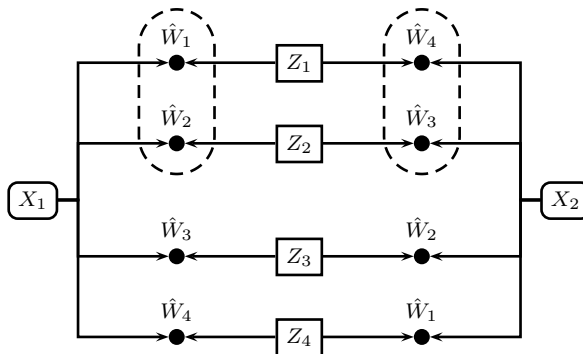 Ŵ₁ Ŵ₄
Z₁
Ŵ₂ Ŵ₃
Z₂
X₁ X₂
Ŵ₃ Ŵ₂
Z₃
Ŵ₄ Ŵ₁
Z₄